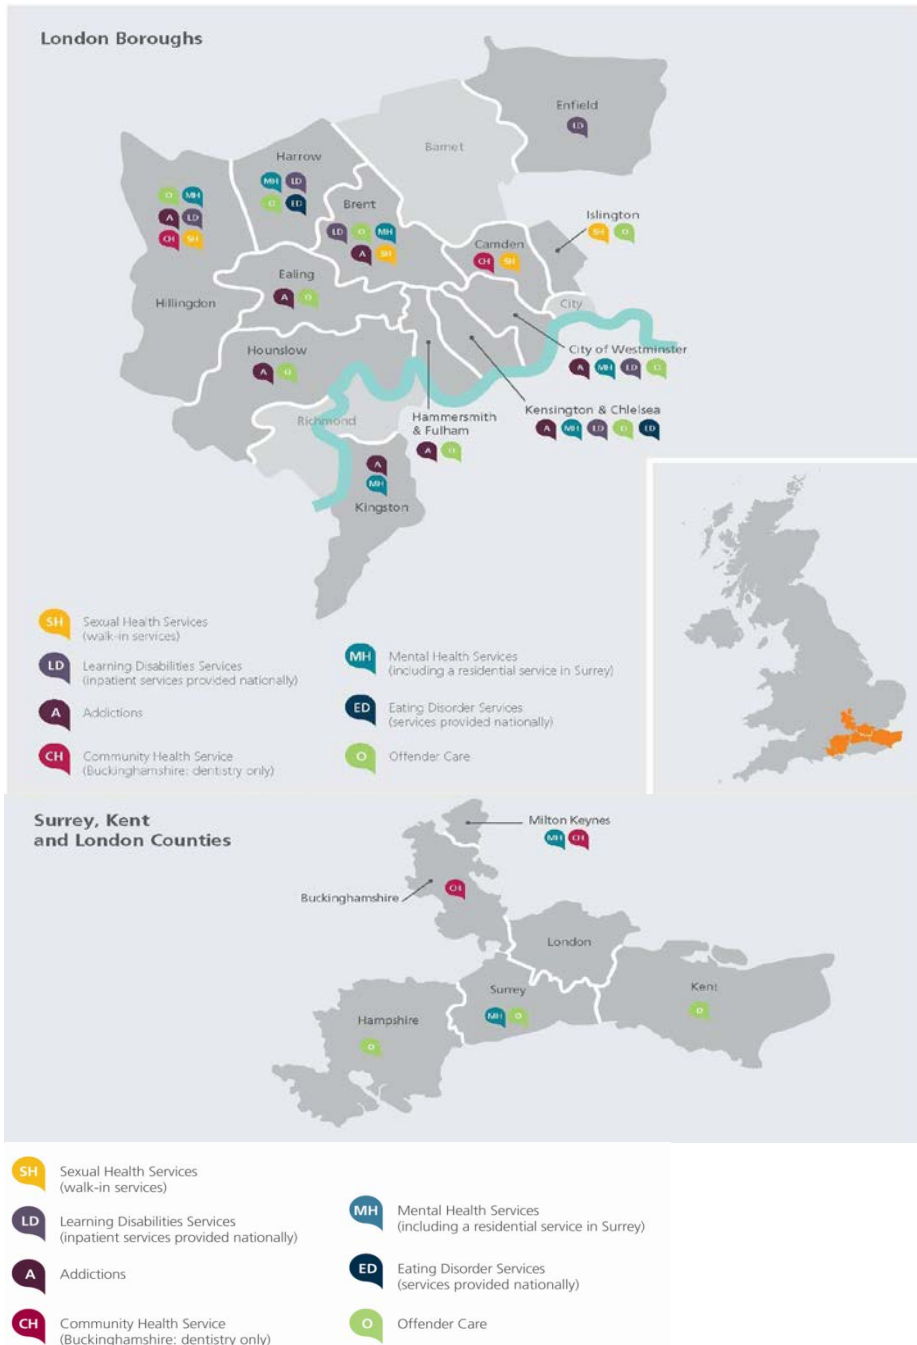 London Boroughs
Enfield
LD
Barnet
Harrow
MH LD
O ED
Brent
LD O MH
A SH
O MH
A LD
CH SH
Hillingdon
Islington
SH O
Camden
CH SH
Ealing
A O
City
Hounslow
A O
City of Westminster
A MH LD O
Kensington & Chlelsea
A MH LD O ED
Richmond
Hammersmith
& Fulham
A O
A
MH
Kingston
SH Sexual Health Services
(walk-in services)
LD Learning Disabilities Services
(inpatient services provided nationally)
A Addictions
CH Community Health Service
(Buckinghamshire: dentistry only)
MH Mental Health Services
(including a residential service in Surrey)
ED Eating Disorder Services
(services provided nationally)
O Offender Care
Surrey, Kent
and London Counties
Milton Keynes
MH CH
CH
Buckinghamshire
London
Surrey
MH O
Kent
O
Hampshire
O
SH Sexual Health Services
(walk-in services)
LD Learning Disabilities Services
(inpatient services provided nationally)
A Addictions
CH Community Health Service
(Buckinghamshire: dentistry only)
MH Mental Health Services
(including a residential service in Surrey)
ED Eating Disorder Services
(services provided nationally)
O Offender Care